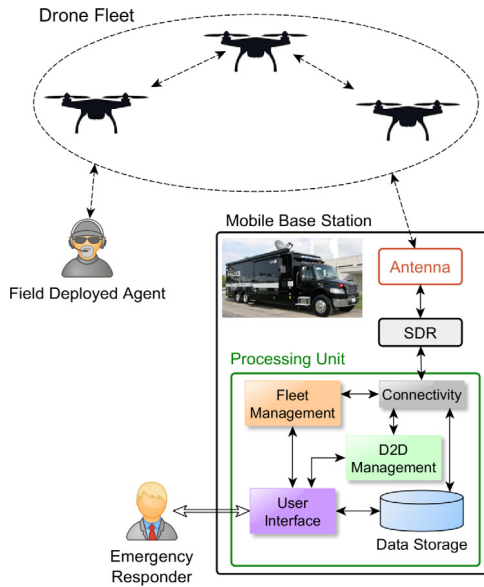 Drone Fleet
Field Deployed Agent
Mobile Base Station
Antenna
SDR
Processing Unit
Fleet
Management
Connectivity
D2D
Management
User
Interface
Data Storage
Emergency
Responder